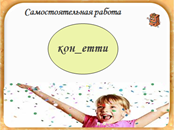 Самостоятельная работа
кон_етти